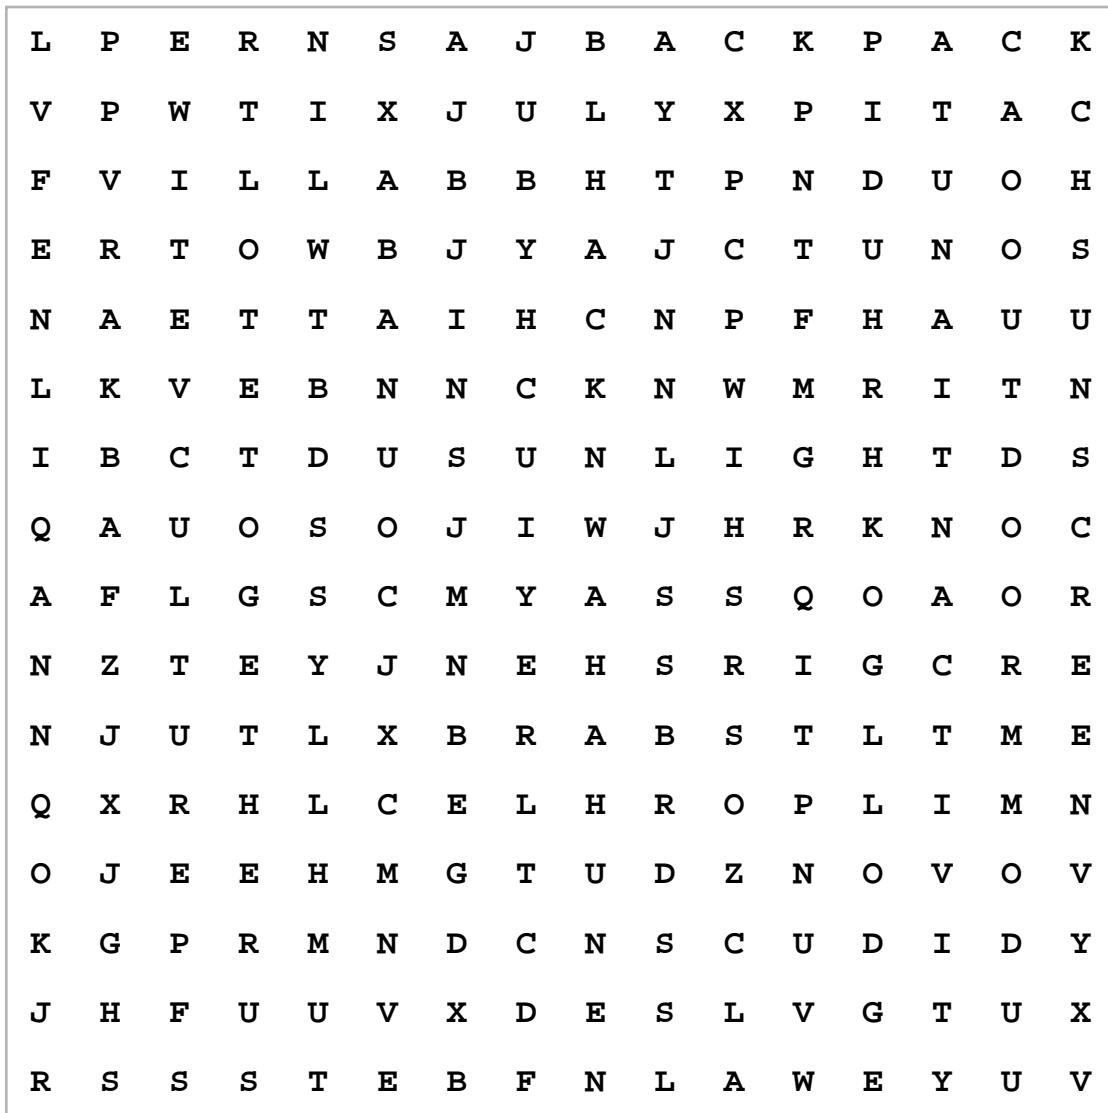 L P E R N S A J B A C K P A C K
V P W T I X J U L Y X P I T A C
F V I L L A B B H T P N D U O H
E R T O W B J Y A J C T U N O S
N A E T T A I H C N P F H A U U
L K V E B N N C K N W M R I T N
I B C T D U S U N L I G H T D S
Q A U O S O J I W J H R K N O C
A F L G S C M Y A S S Q O A O R
N Z T E Y J N E H S R I G C R E
N J U T L X B R A B S T L T M E
Q X R H L C E L H R O P L I M N
O J E E H M G T U D Z N O V O V
K G P R M N D C N S C U D I D Y
J H F U U V X D E S L V G T U X
R S S S T E B F N L A W E Y U V